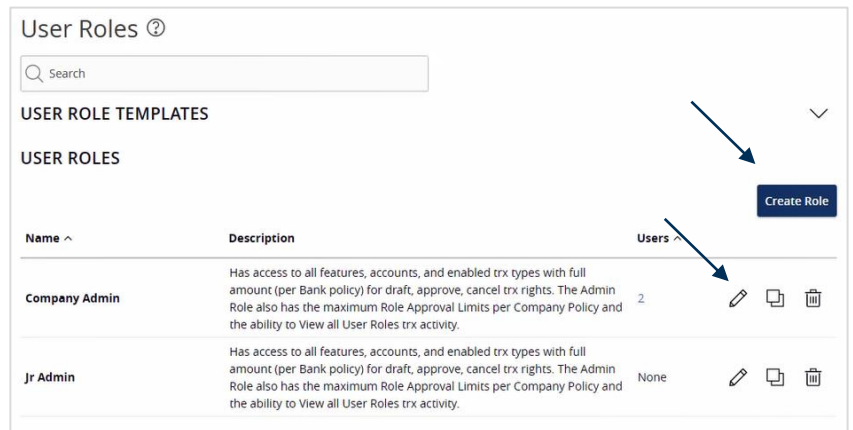 User Roles ?
Search
USER ROLE TEMPLATES
USER ROLES
Create Role
Name Description Users
Has access to all features, accounts, and enabled trx types with full
amount (per Bank policy) for draft, approve, cancel trx rights. The Admin
Company Admin 2
Role also has the maximum Role Approval Limits per Company Policy and
the ability to View all User Roles trx activity.
Has access to all features, accounts, and enabled trx types with full
amount (per Bank policy) for draft, approve, cancel trx rights. The Admin
Jr Admin None
Role also has the maximum Role Approval Limits per Company Policy and
the ability to View all User Roles trx activity.